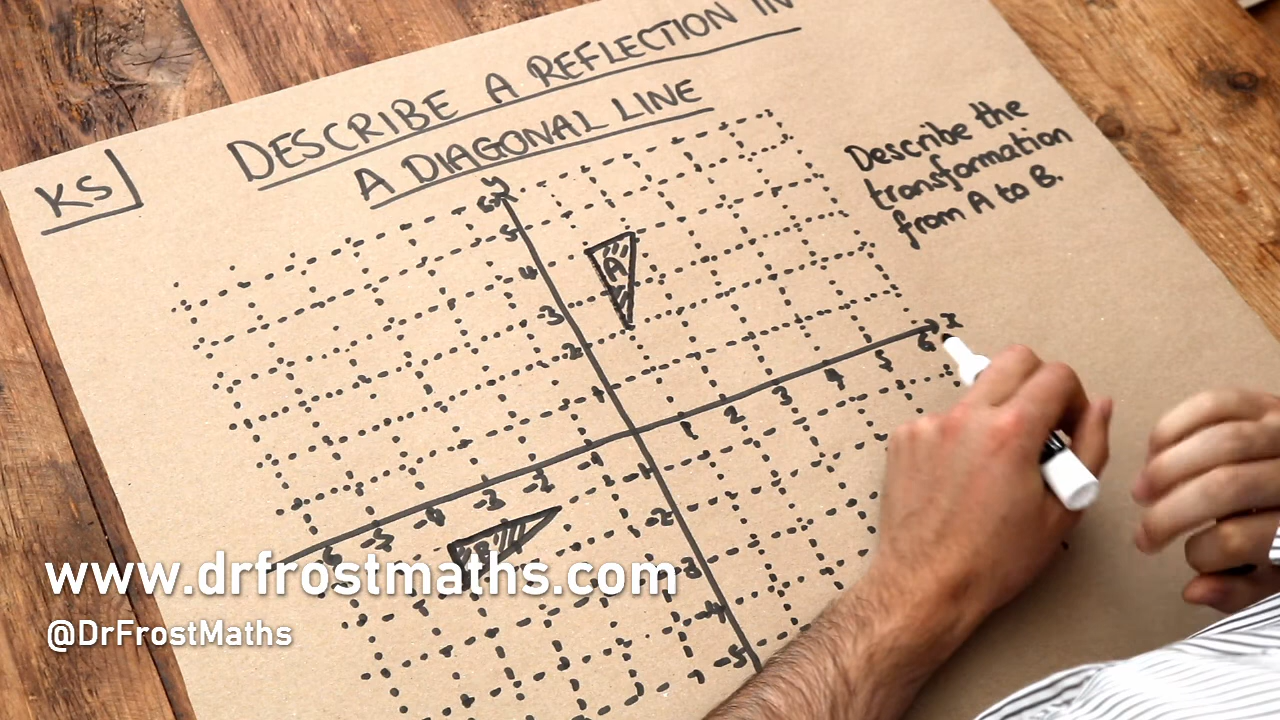 DESCRIBE A REFLECTION IN
A DIAGONAL LINE
KS
Describe the
transformation
from A to B.
y
6
5
4
3
2
1
A
x
-6 -5 -4 -3 -2 -1 1 2 3 4 5 6
-1
-2
-3
-4
-5
B
www.drfrostmaths.com
@DrFrostMaths